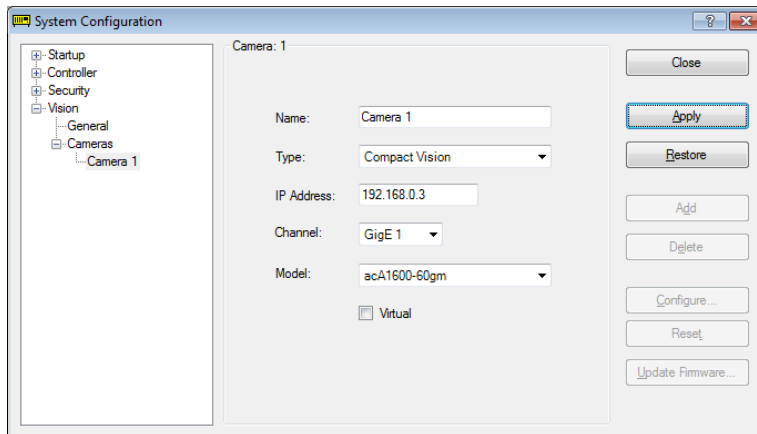 System Configuration
Startup
Controller
Security
Vision
General
Cameras
Camera 1
Camera: 1
Name: Camera 1
Type: Compact Vision
IP Address: 192.168.0.3
Channel: GigE 1
Model: acA1600-60gm
Virtual
Close
Apply
Restore
Add
Delete
Configure...
Reset
Update Firmware...